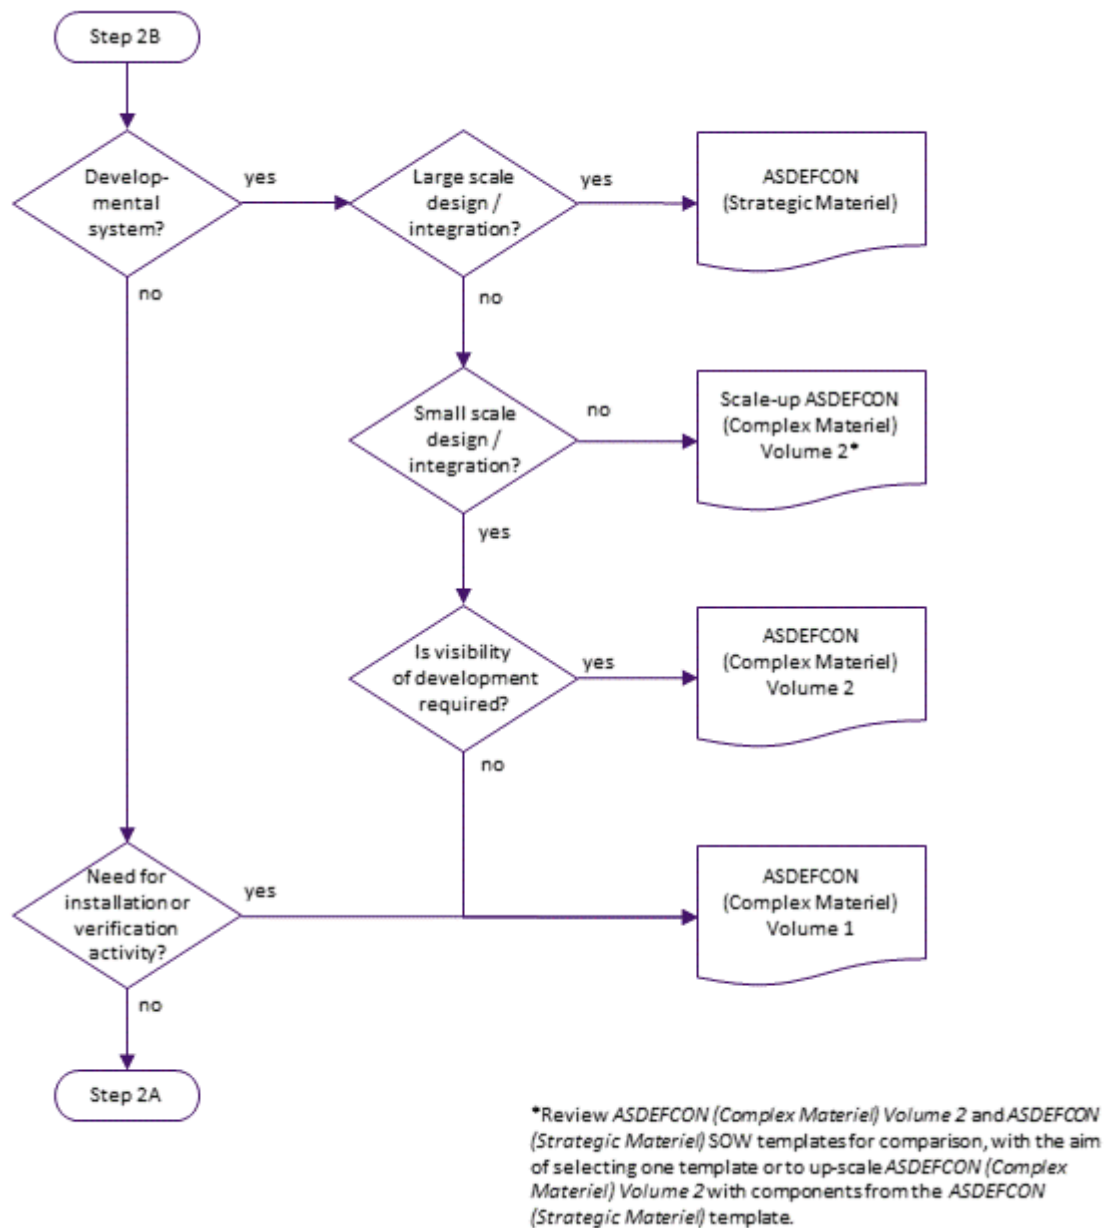 Step 2B
Develop-
mental
system?
yes
Large scale
design /
integration?
yes
ASDEFCON
(Strategic Materiel)
no
no
Small scale
design /
integration?
no
Scale-up ASDEFCON
(Complex Materiel)
Volume 2*
yes
Is visibility
of development
required?
yes
ASDEFCON
(Complex Materiel)
Volume 2
no
Need for
installation or
verification
activity?
yes
ASDEFCON
(Complex Materiel)
Volume 1
no
Step 2A
*Review ASDEFCON (Complex Materiel) Volume 2 and ASDEFCON
(Strategic Materiel) SOW templates for comparison, with the aim
of selecting one template or to up-scale ASDEFCON (Complex
Materiel) Volume 2 with components from the ASDEFCON
(Strategic Materiel) template.